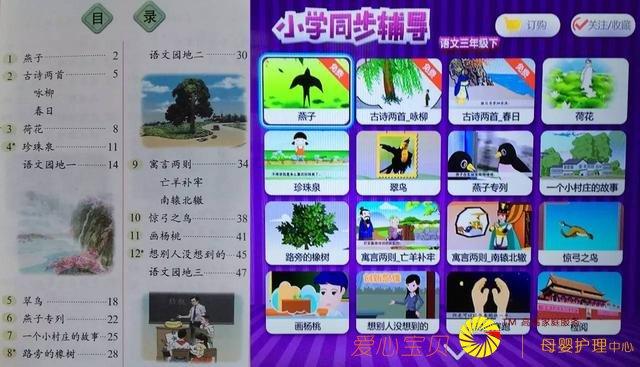 目 录
1 燕子 2
2 古诗两首 5
咏柳
春日
3 荷花 8
4* 珍珠泉 11
语文园地一 14
5 翠鸟 18
6 燕子专列 22
7 一个小村庄的故事 25
8* 路旁的橡树 28
语文园地二 30
9 寓言两则 34
亡羊补牢
南辕北辙
10 惊弓之鸟 38
11 画杨桃 41
12* 想别人没想到的 45
语文园地三 47
小学同步辅导
语文三年级下
订购
关注/收藏
免费
免费
免费
燕子
古诗两首_咏柳
古诗两首_春日
荷花
珍珠泉
翠鸟
燕子专列
一个小村庄的故事
路旁的橡树
寓言两则_亡羊补牢
寓言两则_南辕北辙
惊弓之鸟
画杨桃
想别人没想到的
爱心宝贝
TM
母婴护理中心